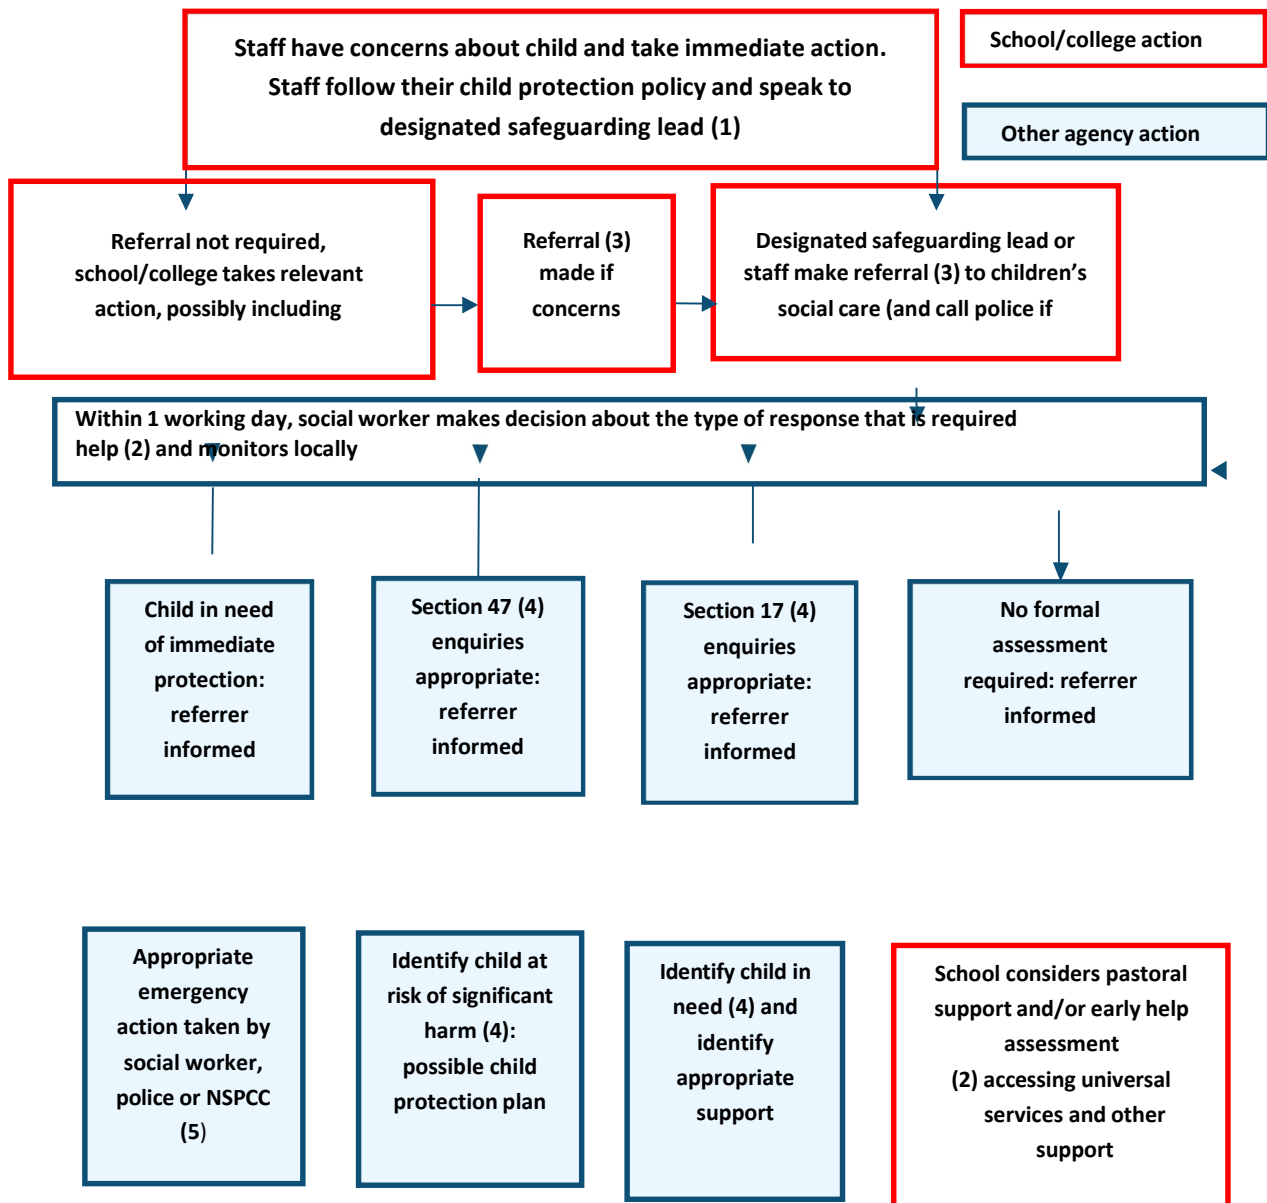 Staff have concerns about child and take immediate action.
Staff follow their child protection policy and speak to
designated safeguarding lead (1)
School/college action
Other agency action
Referral not required,
school/college takes relevant
action, possibly including
Referral (3)
made if
concerns
Designated safeguarding lead or
staff make referral (3) to children’s
social care (and call police if
Within 1 working day, social worker makes decision about the type of response that is required
help (2) and monitors locally
Child in need
of immediate
protection:
referrer
informed
Section 47 (4)
enquiries
appropriate:
referrer
informed
Section 17 (4)
enquiries
appropriate:
referrer
informed
No formal
assessment
required: referrer
informed
Appropriate
emergency
action taken by
social worker,
police or NSPCC
(5)
Identify child at
risk of significant
harm (4):
possible child
protection plan
Identify child in
need (4) and
identify
appropriate
support
School considers pastoral
support and/or early help
assessment
(2) accessing universal
services and other
support